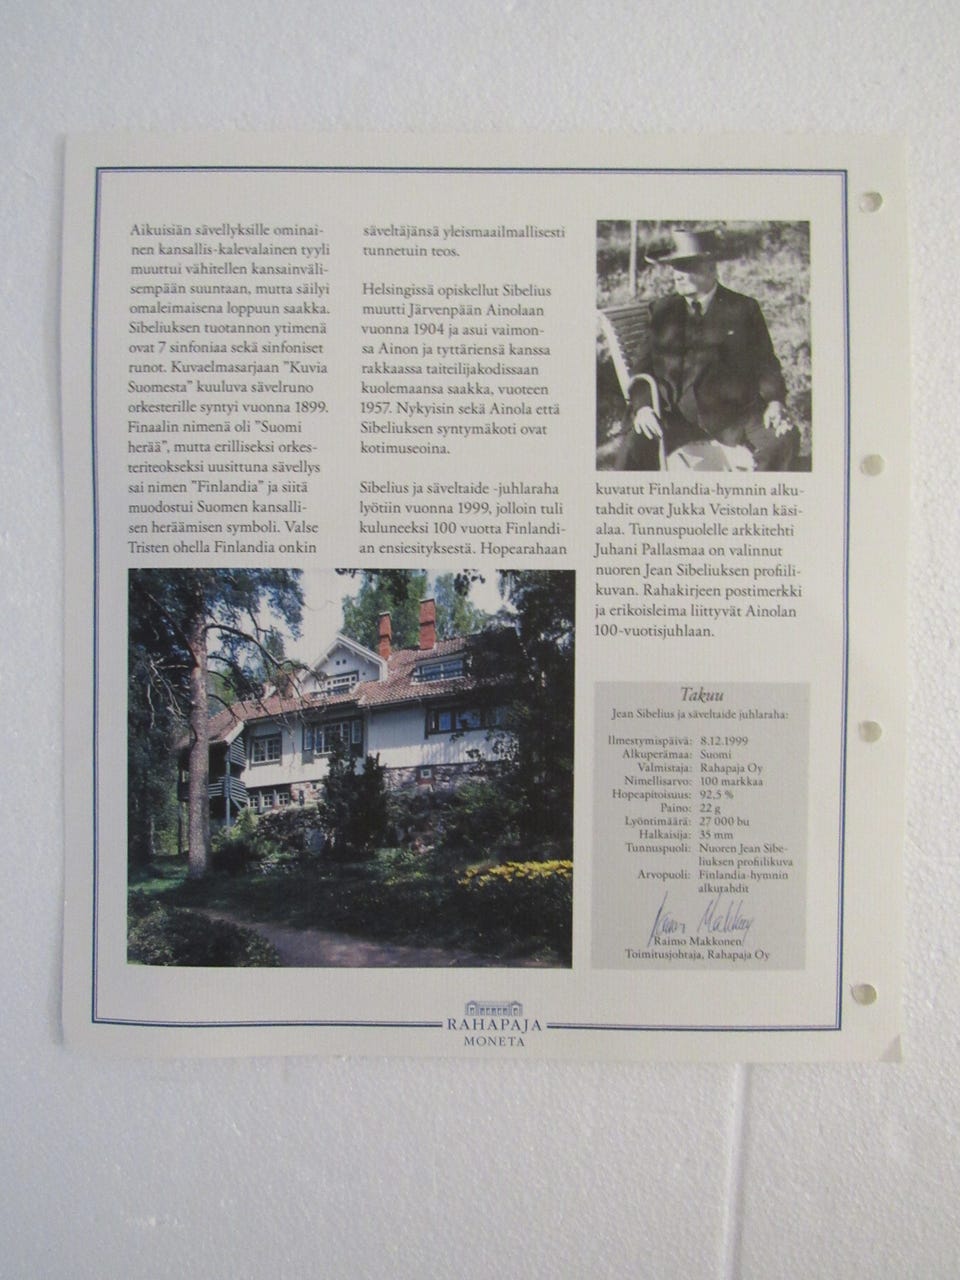 Aikuisiän sävellyksille ominai-
nen kansallis-kalevalainen tyyli
muuttui vähitellen kansainväli-
sempään suuntaan, mutta säilyi
omaleimaisena loppuun saakka.
Sibeliuksen tuotannon ytimenä
ovat 7 sinfoniaa sekä sinfoniset
runot. Kuvaelmasarjaan "Kuvia
Suomesta" kuuluva sävelruno
orkesterille syntyi vuonna 1899.
Finaalin nimenä oli "Suomi
herää", mutta erilliseksi orkes-
teriteokseksi uusittuna sävellys
sai nimen "Finlandia" ja siitä
muodostui Suomen kansalli-
sen heräämisen symboli. Valse
Tristen ohella Finlandia onkin
säveltäjänsä yleismaailmallisesti
tunnetuin teos.
Helsingissä opiskellut Sibelius
muutti Järvenpään Ainolaan
vuonna 1904 ja asui vaimon-
sa Ainon ja tyttäriensä kanssa
rakkaassa taiteilijakodissaan
kuolemaansa saakka, vuoteen
1957. Nykyisin sekä Ainola että
Sibeliuksen syntymäkoti ovat
kotimuseoina.
Sibelius ja säveltaide -juhlaraha
lyötiin vuonna 1999, jolloin tuli
kuluneeksi 100 vuotta Finlandi-
an ensiesityksestä. Hopearahaan
kuvatut Finlandia-hymnin alku-
tahdit ovat Jukka Veistolan käsi-
alaa. Tunnuspuolelle arkkitehti
Juhani Pallasmaa on valinnut
nuoren Jean Sibeliuksen profiili-
kuvan. Rahakirjeen postimerkki
ja erikoisleima liittyvät Ainolan
100-vuotisjuhlaan.
Takuu
Jean Sibelius ja säveltaide juhlaraha:
Ilmestymispäivä: 8.12.1999
Alkuperämaa: Suomi
Valmistaja: Rahapaja Oy
Nimellisarvo: 100 markkaa
Hopeapitoisuus: 92,5 %
Paino: 22 g
Lyöntimäärä: 27 000 bu
Halkaisija: 35 mm
Tunnuspuoli: Nuoren Jean Sibe-
liuksen profiilikuva
Arvopuoli: Finlandia-hymnin
alkutahdit
Raimo Makkonen
Toimitusjohtaja, Rahapaja Oy
RAHAPAJA
MONETA